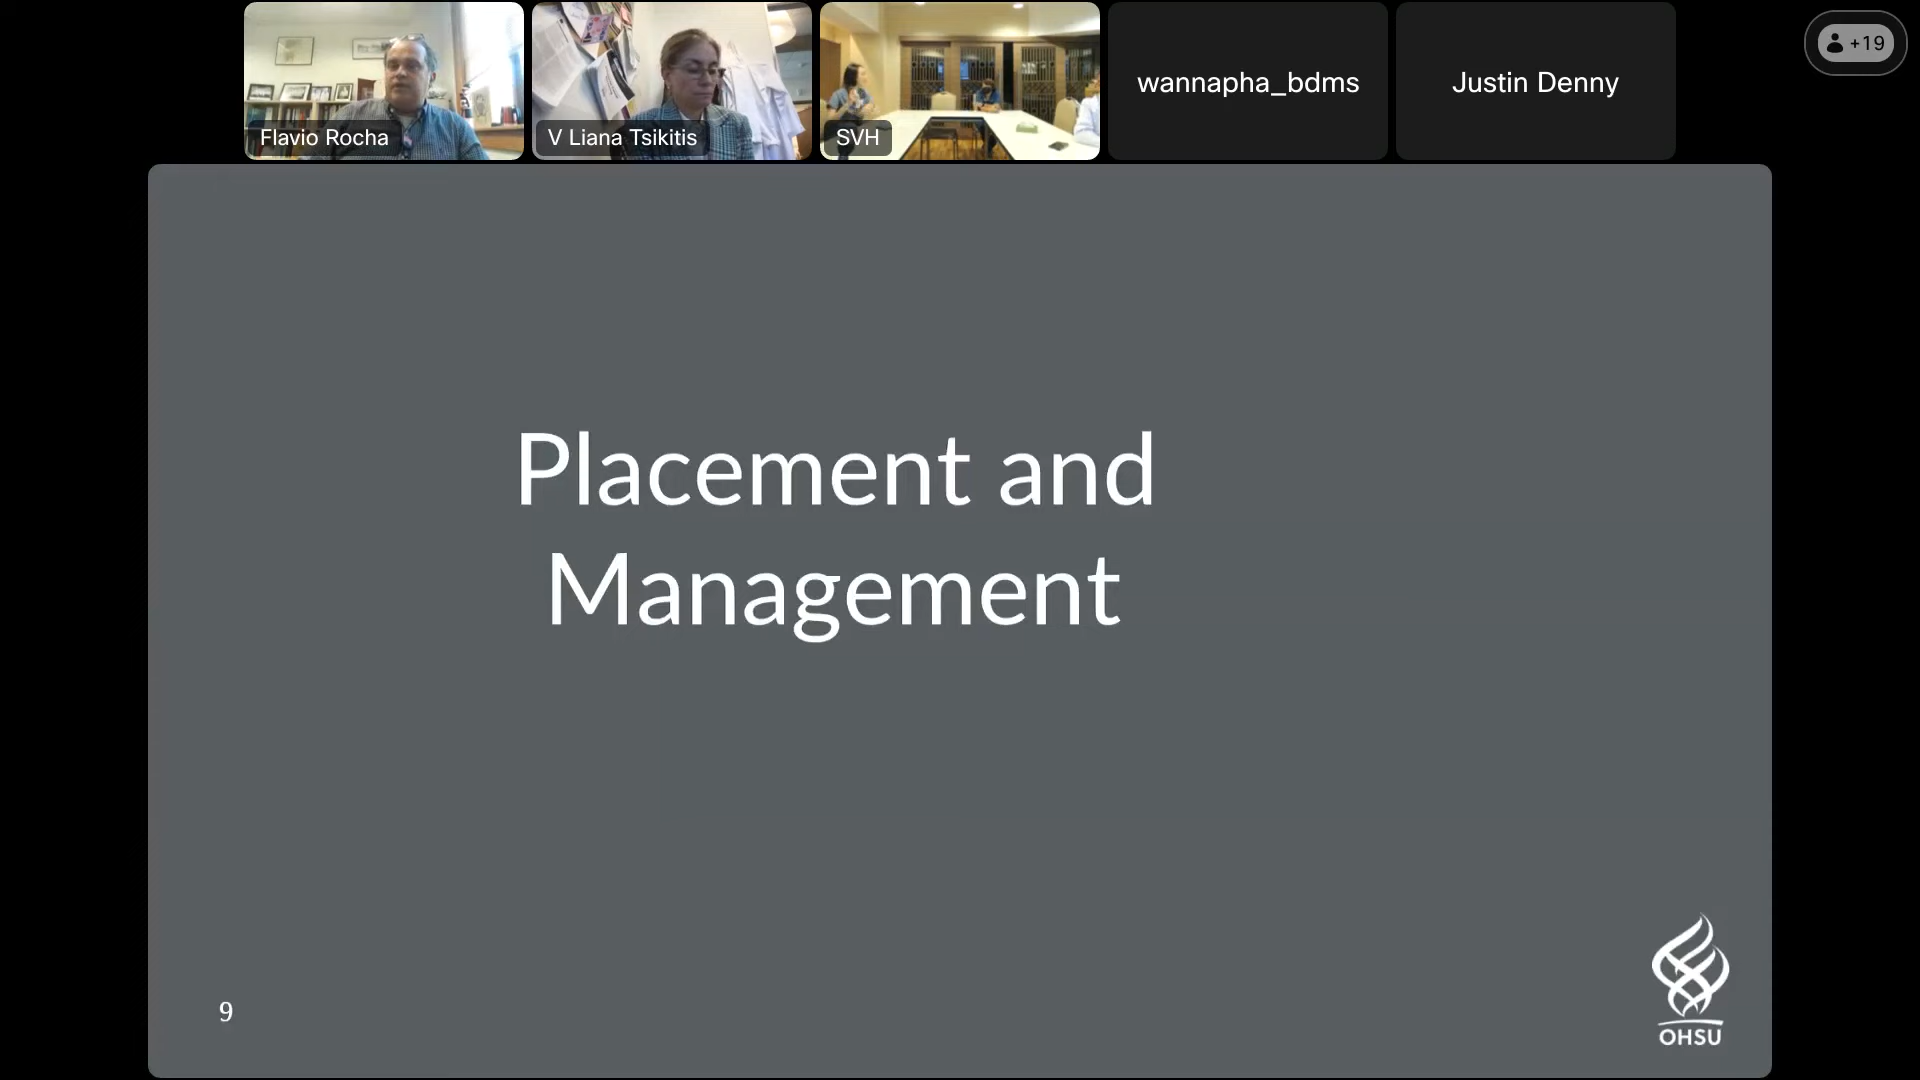 Flavio Rocha
V Liana Tsikitis
SVH
wannapha_bdms
Justin Denny
+19
Placement and
Management
9
OHSU